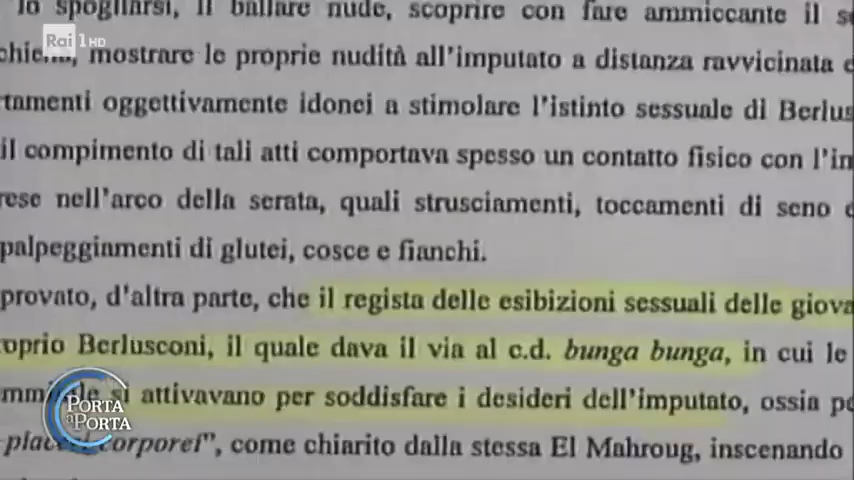 lo spogliarsi, il ballare nude, scoprire con fare ammiccante il
Rai 1 HD
mostrare le proprie nudità all'imputato a distanza ravvicinata
tamenti oggettivamente idonei a stimolare l'istinto sessuale di Berlus
il compimento di tali atti comportava spesso un contatto fisico con l'im
rese nell'arco della serata, quali strusciamenti, toccamenti di seno
palpeggiamenti di glutei, cosce e fianchi.
provato, d'altra parte, che il regista delle esibizioni sessuali delle giova
oprio Berlusconi, il quale dava il via al c.d. bunga bunga, in cui le
si attivavano per soddisfare i desideri dell'imputato, ossia
PORTA
a PORTA
corporei", come chiarito dalla stessa El Mahroug, inscenando